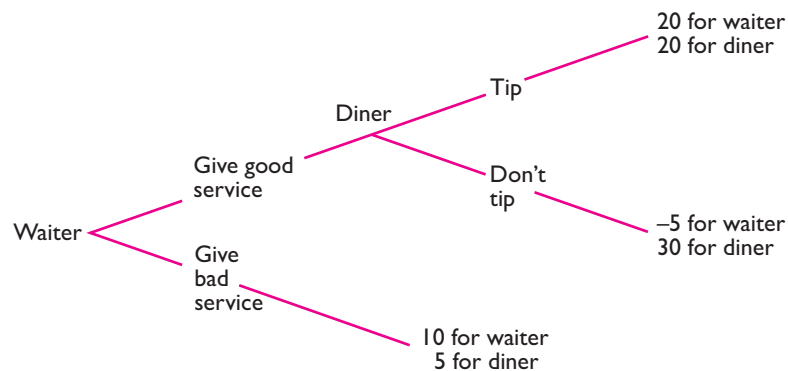 20 for waiter
20 for diner
Tip
Diner
Give good
service
Don't
tip
Waiter
–5 for waiter
30 for diner
Give
bad
service
10 for waiter
5 for diner